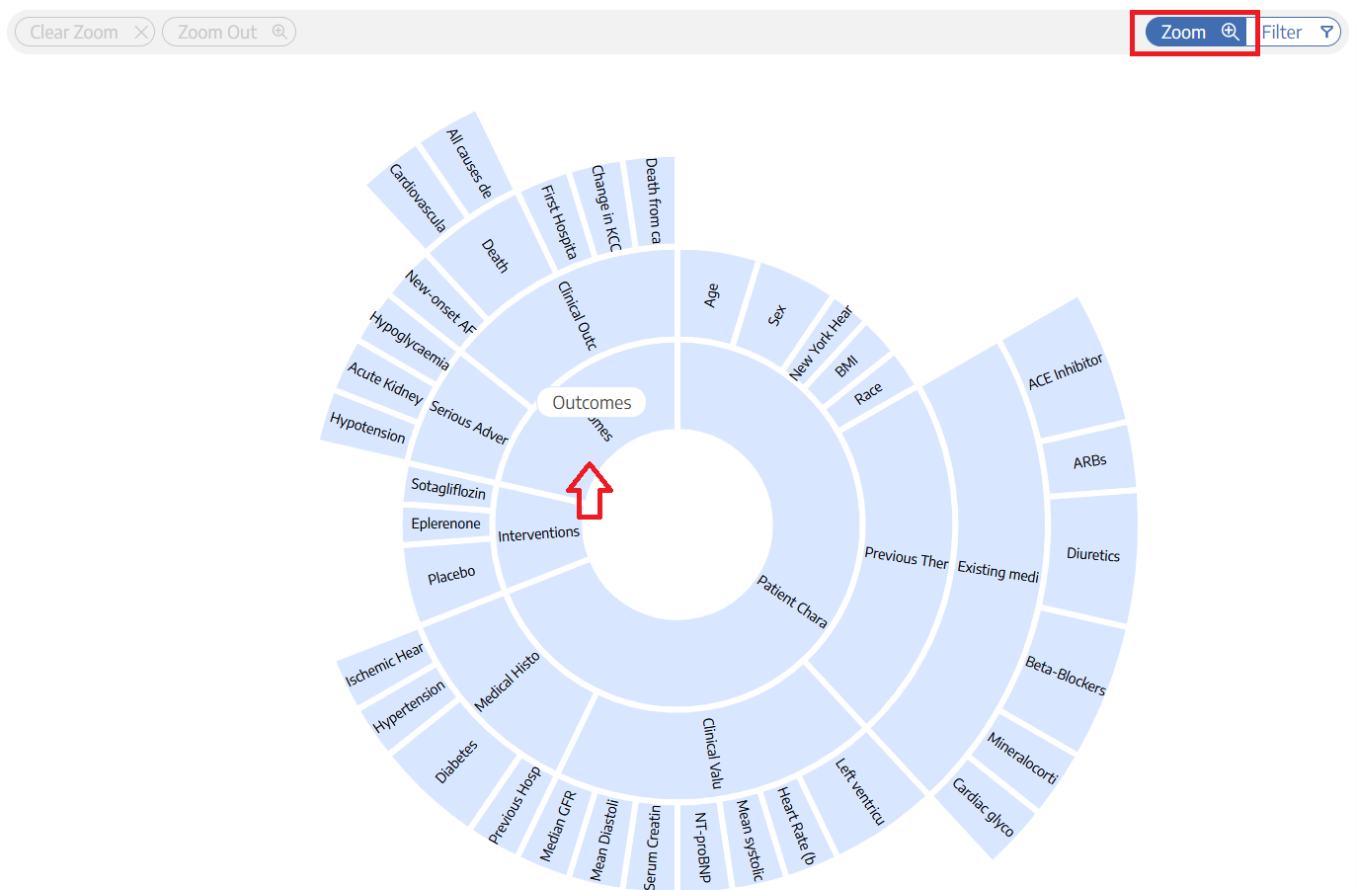 Clear Zoom
Zoom Out
Zoom
Filter
All causes de
Cardiovascula
Death
First Hospita
Change in KCC
Death from ca
Clinical Outc
New-onset AF
Hypoglycaemia
Acute Kidney
Hypotension
Serious Adver
Outcomes
omes
Sotagliflozin
Eplerenone
Placebo
Interventions
Age
Sex
New York Hear
BMI
Race
Patient Chara
Previous Ther
Existing medi
ACE Inhibitor
ARBs
Diuretics
Beta-Blockers
Mineralocorti
Cardiac glyco
Clinical Valu
Left ventricu
Heart Rate (b
Mean systolic
NT-proBNP
Serum Creatin
Mean Diastoli
Median GFR
Medical Histo
Previous Hosp
Diabetes
Hypertension
Ischemic Hear